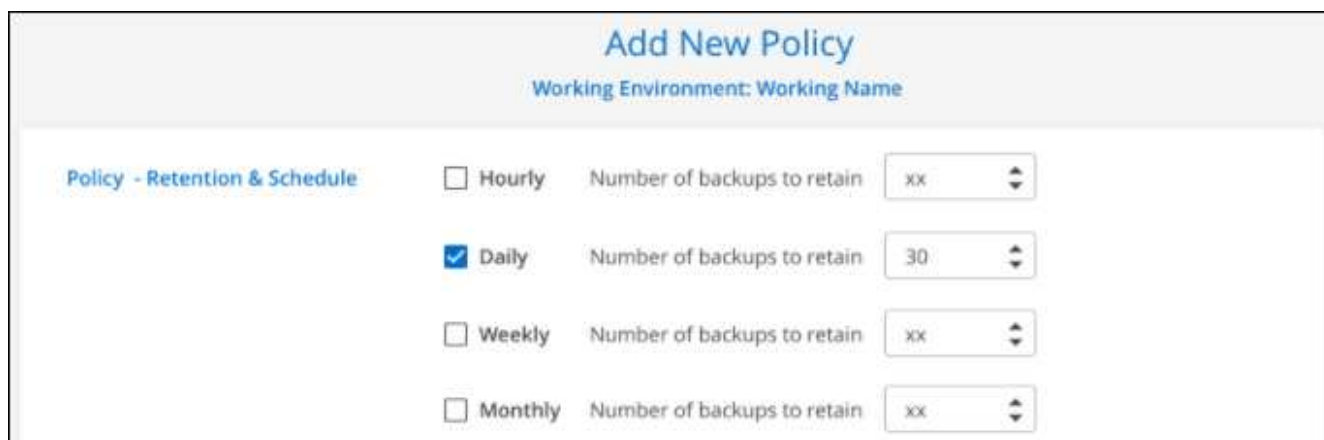 Add New Policy
Working Environment: Working Name
Policy - Retention & Schedule Hourly Number of backups to retain xx
Daily Number of backups to retain 30
Weekly Number of backups to retain xx
Monthly Number of backups to retain xx